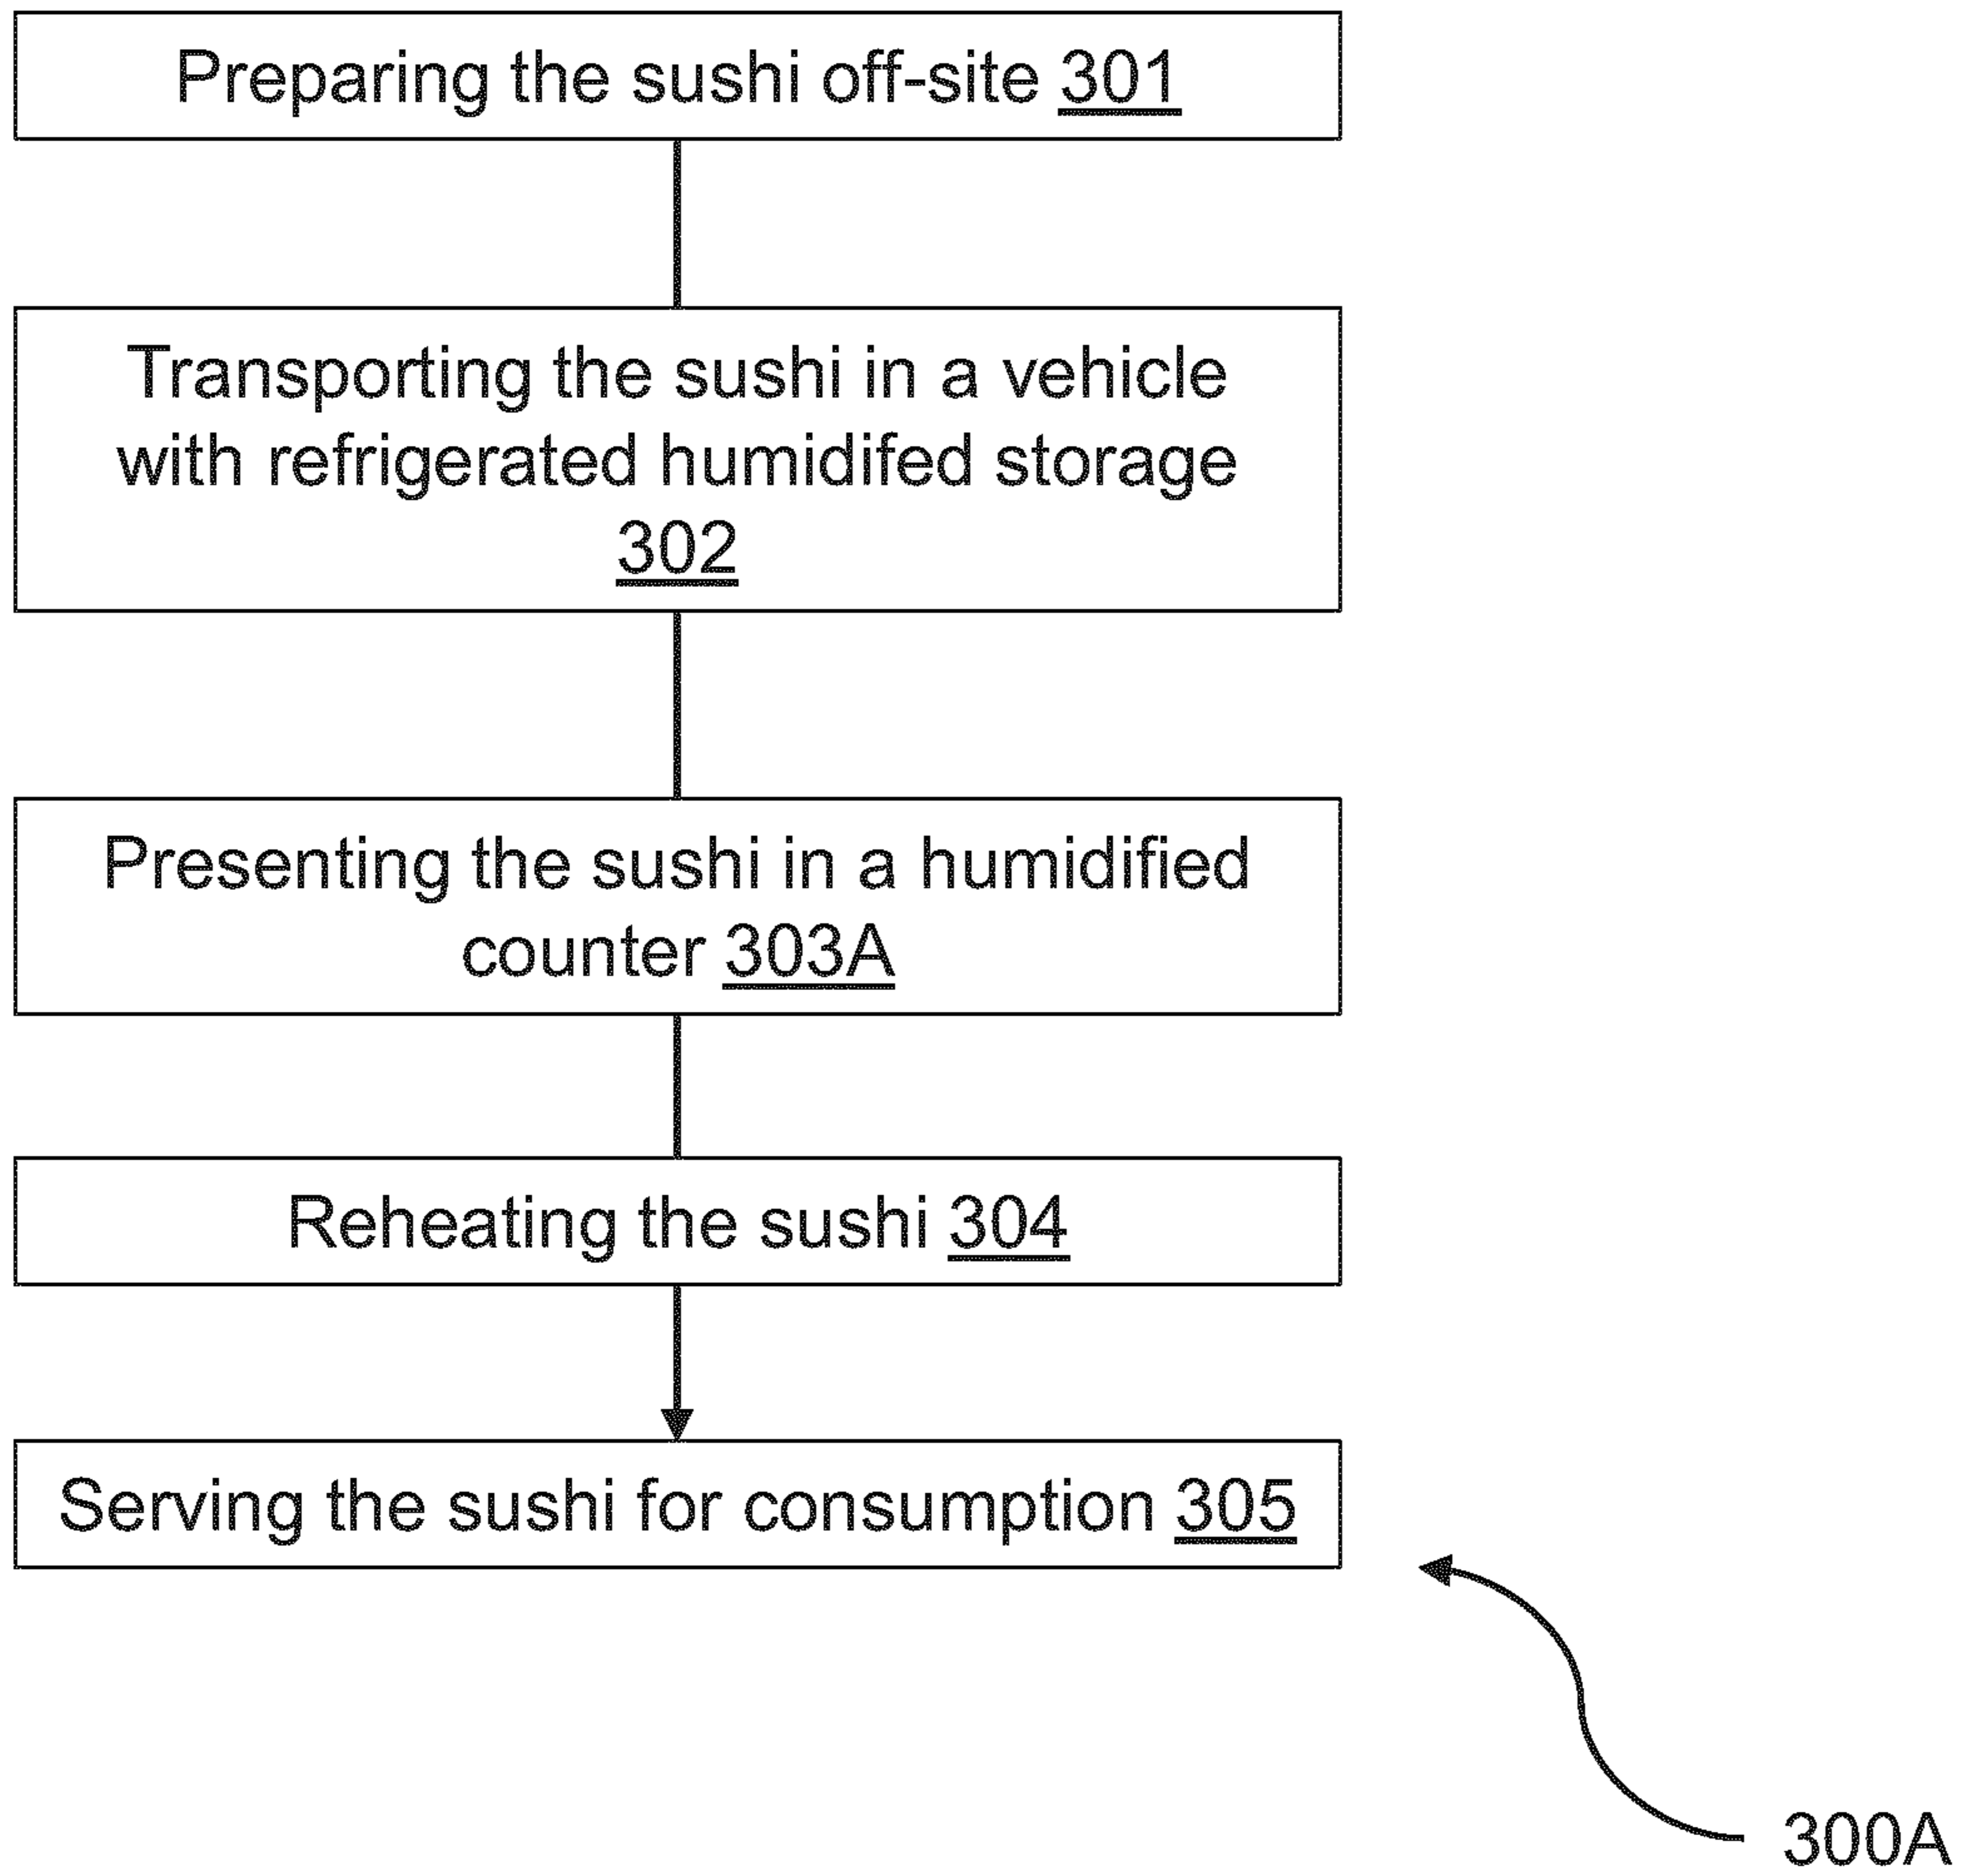 Preparing the sushi off-site 301
Transporting the sushi in a vehicle
with refrigerated humidifed storage
302
Presenting the sushi in a humidified
counter 303A
Reheating the sushi 304
Serving the sushi for consumption 305
300A